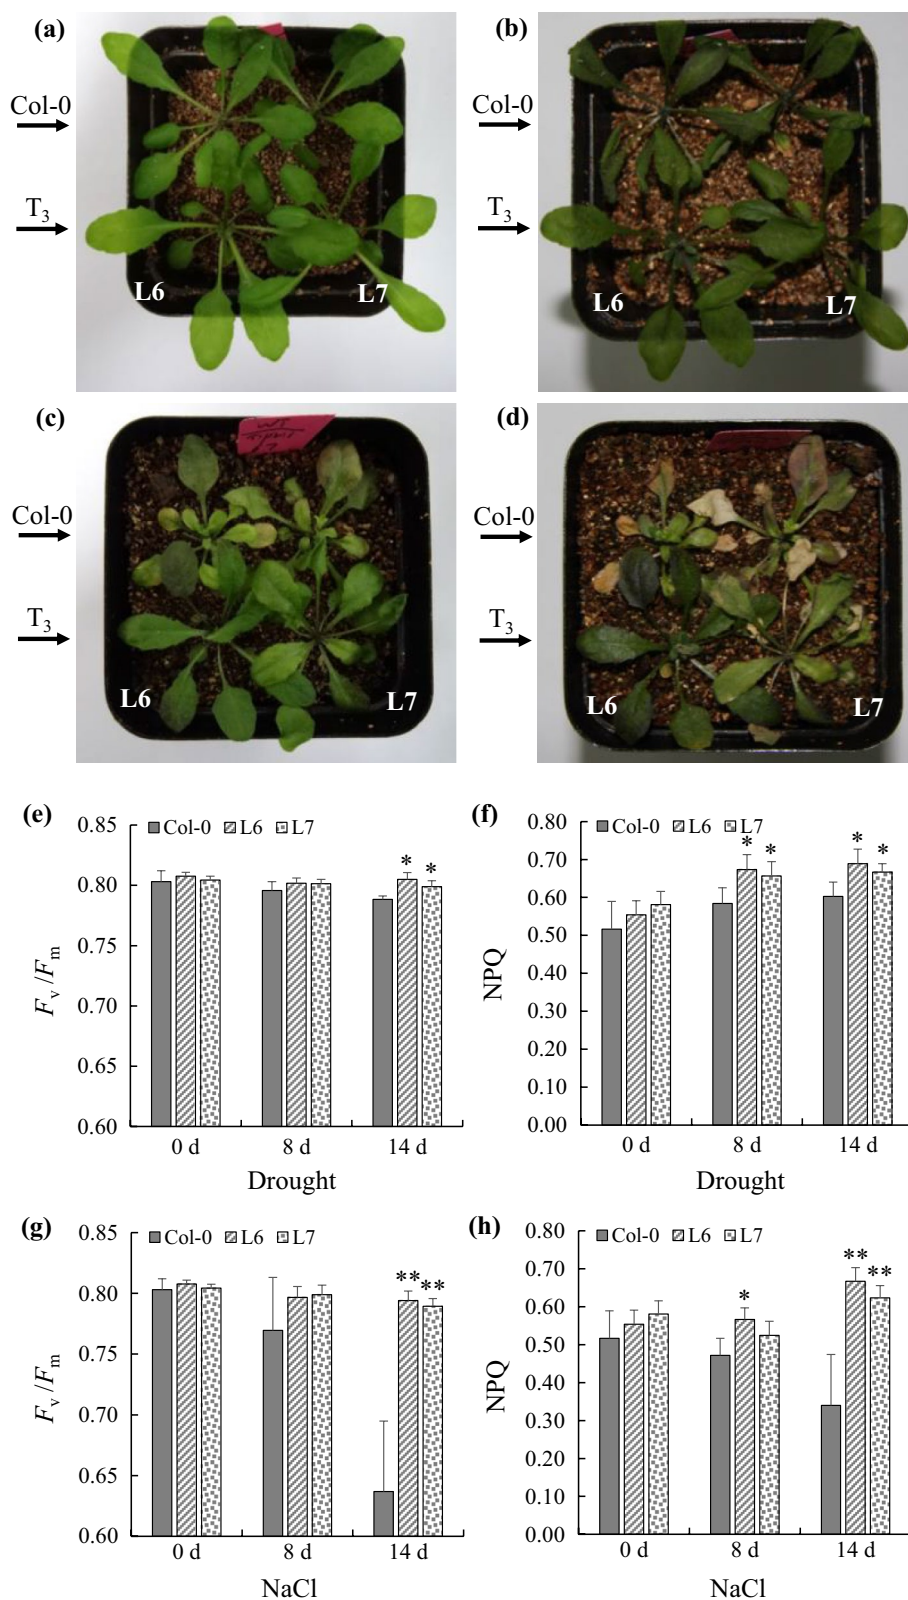 (a)
(b)
Col-0
Col-0
T3
T3
L6
L7
L6
L7
(c)
(d)
Col-0
Col-0
T3
T3
L6
L7
L6
L7
(e)
Col-0 L6 L7
0.85
0.80
0.75
0.70
0.65
0.60
Fv /Fm
* *
0 d 8 d 14 d
Drought
(f)
Col-0 L6 L7
0.80
0.70
0.60
0.50
0.40
0.30
0.20
0.10
0.00
NPQ
* * * *
0 d 8 d 14 d
Drought
(g)
Col-0 L6 L7
0.85
0.80
0.75
0.70
0.65
0.60
Fv /Fm
** **
0 d 8 d 14 d
NaCl
(h)
Col-0 L6 L7
0.80
0.70
0.60
0.50
0.40
0.30
0.20
0.10
0.00
NPQ
* ** **
0 d 8 d 14 d
NaCl